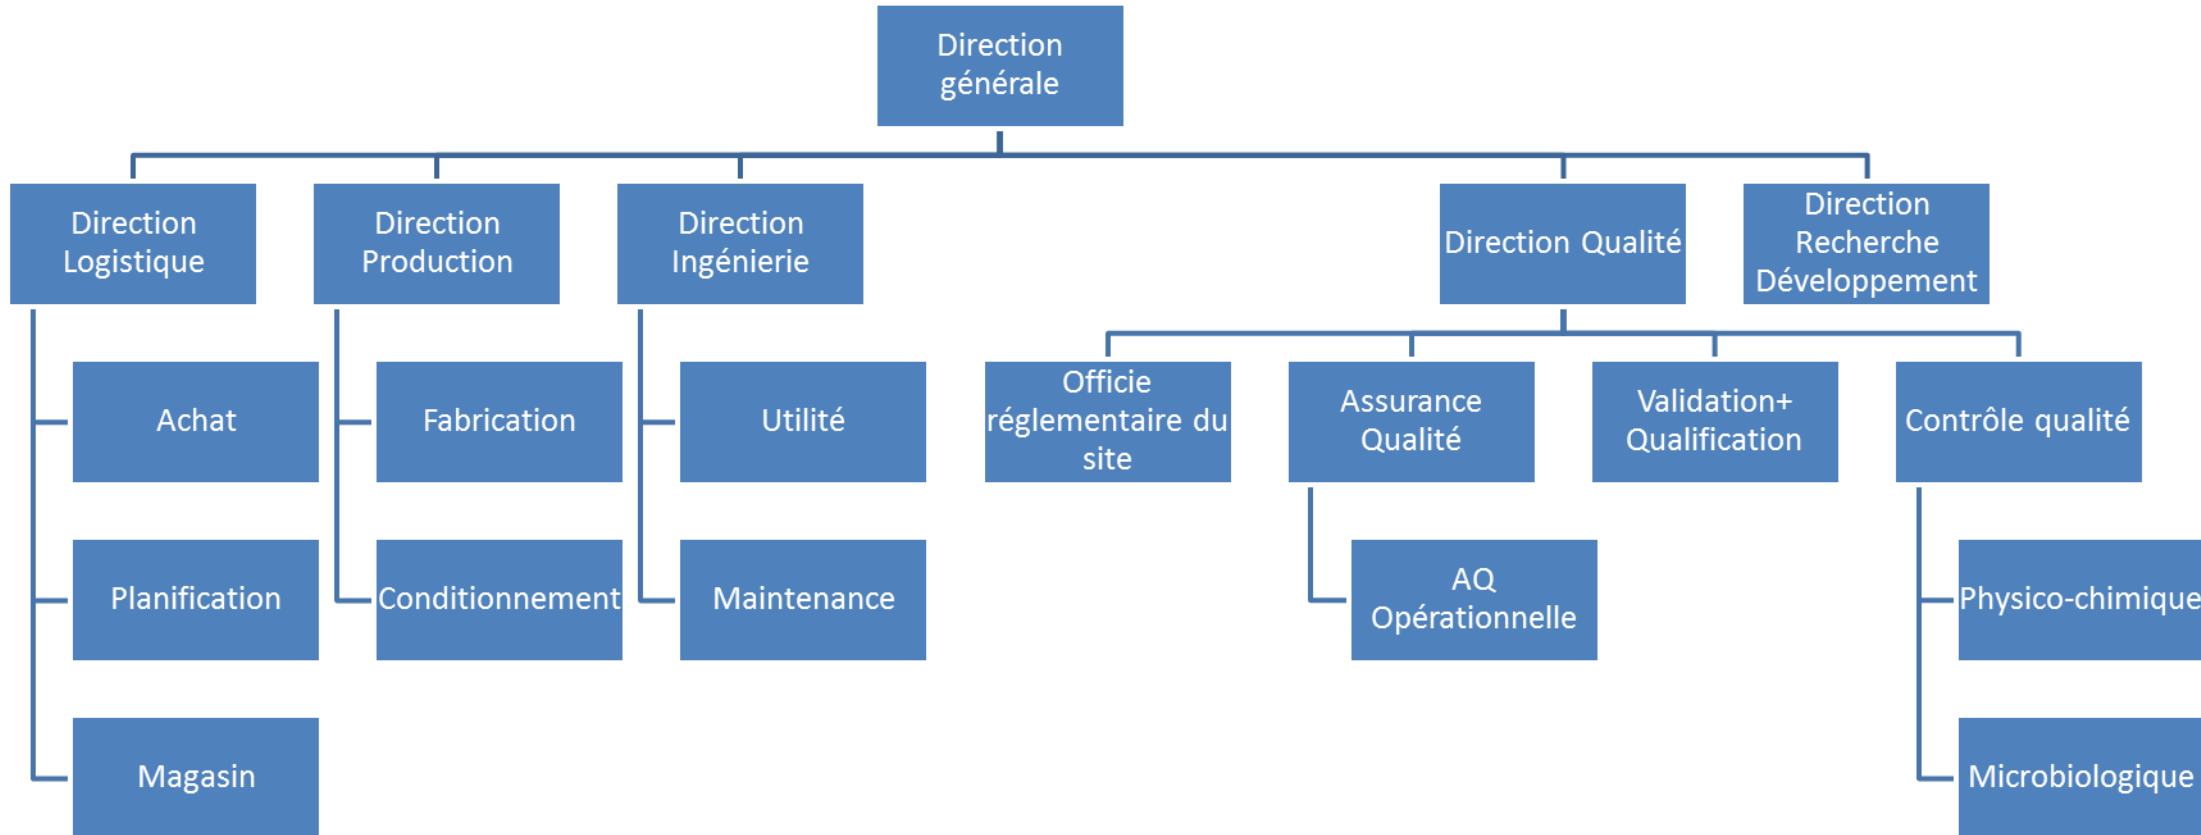 Direction
générale
Direction
Logistique
Direction
Production
Direction
Ingénierie
Direction Qualité
Direction
Recherche
Développement
Achat
Fabrication
Utilité
Officie
réglementaire du
site
Assurance
Qualité
Validation+
Qualification
Contrôle qualité
Planification
Conditionnement
Maintenance
AQ
Opérationnelle
Physico-chimique
Magasin
Microbiologique